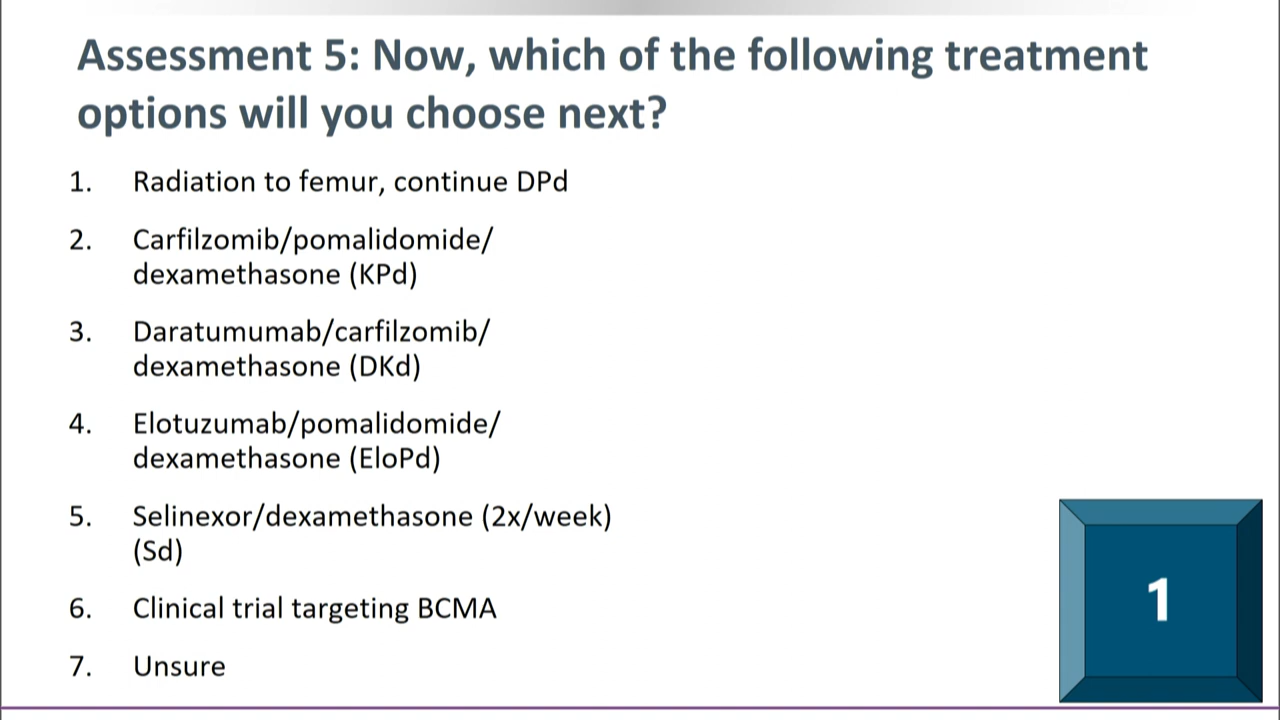 Assessment 5: Now, which of the following treatment
options will you choose next?
1. Radiation to femur, continue DPd
2. Carfilzomib/pomalidomide/
dexamethasone (KPd)
3. Daratumumab/carfilzomib/
dexamethasone (DKd)
4. Elotuzumab/pomalidomide/
dexamethasone (EloPd)
5. Selinexor/dexamethasone (2x/week)
(Sd)
6. Clinical trial targeting BCMA
7. Unsure
1